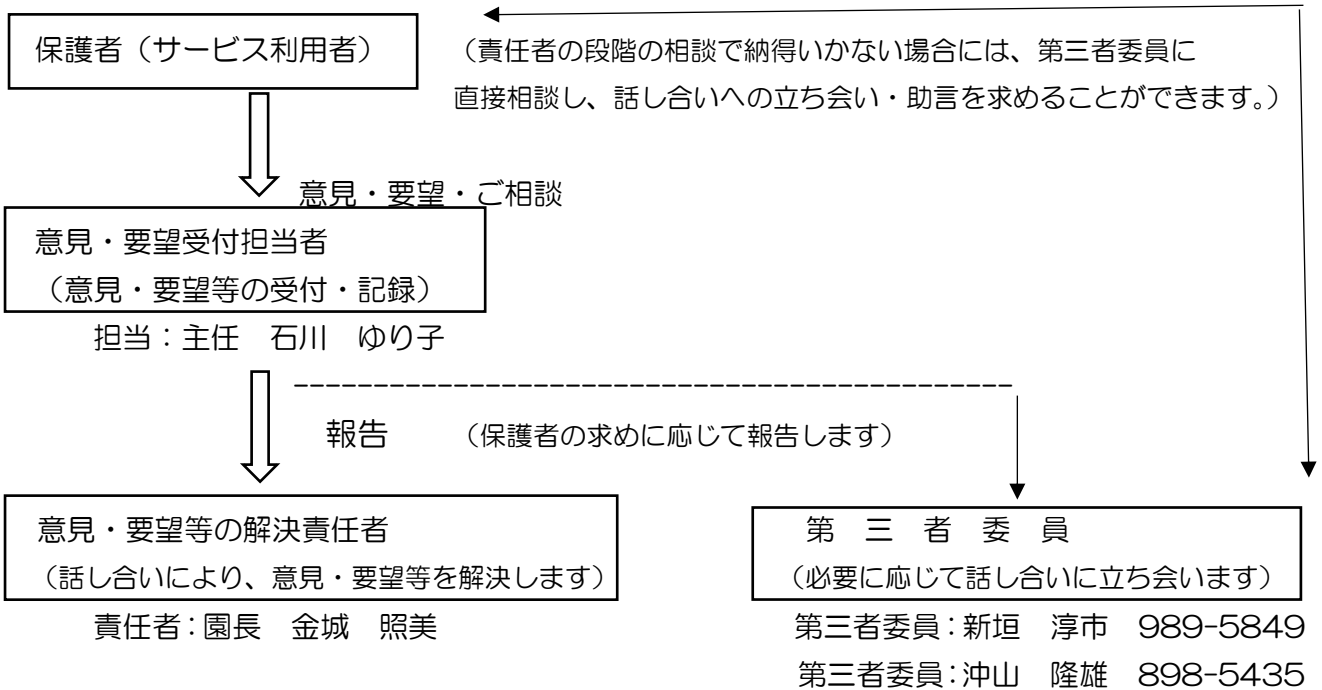 保護者（サービス利用者）
（責任者の段階の相談で納得いかない場合には、第三者委員に
直接相談し、話し合いへの立ち会い・助言を求めることができます。）
意見・要望・ご相談
意見・要望受付担当者
（意見・要望等の受付・記録）
担当：主任　石川　ゆり子
報告　（保護者の求めに応じて報告します）
意見・要望等の解決責任者
（話し合いにより、意見・要望等を解決します）
責任者：園長　金城　照美
第　三　者　委　員
（必要に応じて話し合いに立ち会います）
第三者委員：新垣　淳市　989-5849
第三者委員：沖山　隆雄　898-5435